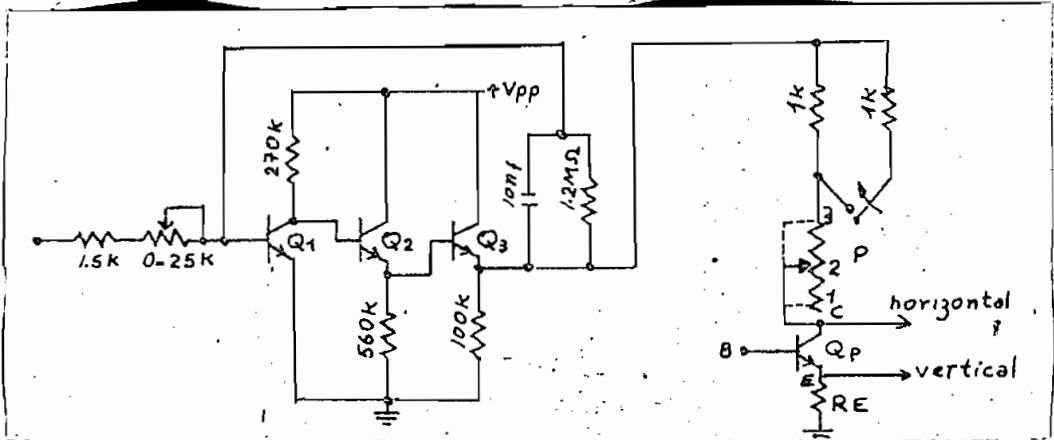 ↑Vpp
1k
1k
270k
10nf
1.2MΩ
Q1
Q2
Q3
1.5k
0-25k
560k
100k
3
P
2
1
C
horizontal
B
QP
E
vertical
RE